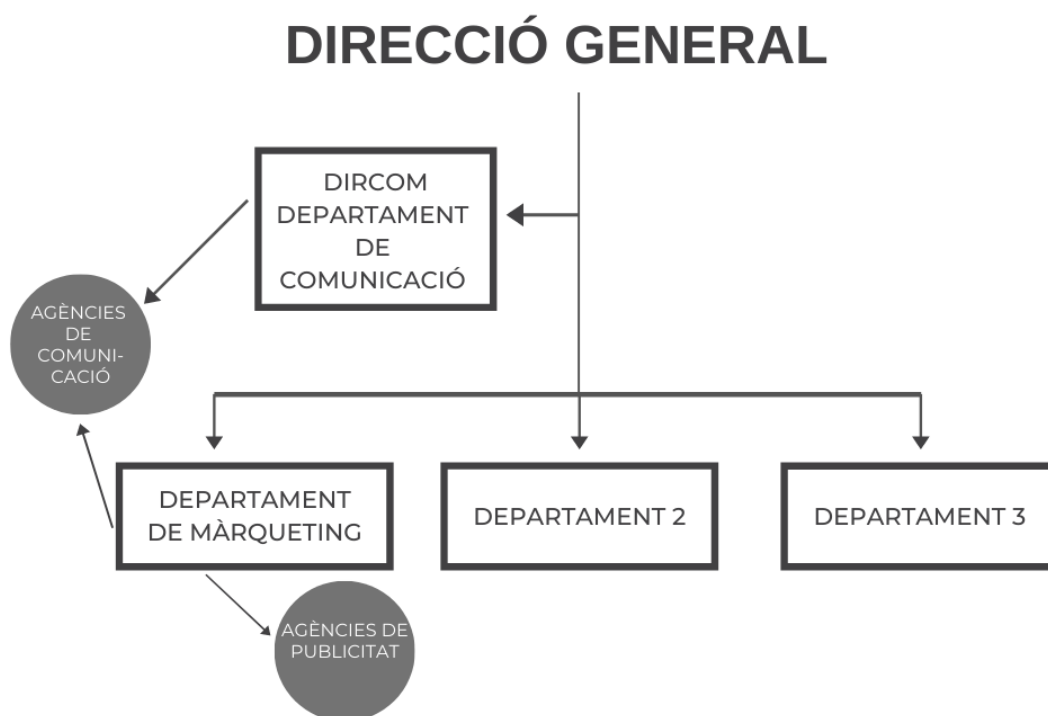 DIRECCIÓ GENERAL
DIRCOM
DEPARTAMENT
DE
COMUNICACIÓ
AGÈNCIES
DE
COMUNI-
CACIÓ
DEPARTAMENT
DE MÀRQUETING
DEPARTAMENT 2
DEPARTAMENT 3
AGÈNCIES DE
PUBLICITAT